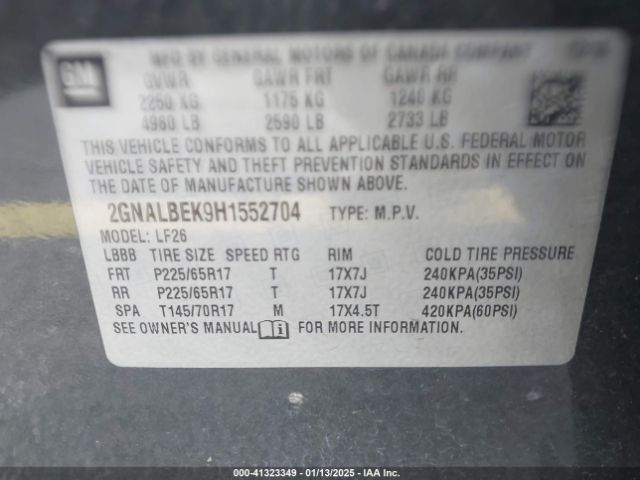 GM
MFG BY GENERAL MOTORS OF CANADA COMPANY
GVWR GAWR FRT GAWR RR
2250 KG 1175 KG 1240 KG
4960 LB 2590 LB 2733 LB
THIS VEHICLE CONFORMS TO ALL APPLICABLE U.S. FEDERAL MOTOR
VEHICLE SAFETY AND THEFT PREVENTION STANDARDS IN EFFECT ON
THE DATE OF MANUFACTURE SHOWN ABOVE.
2GNALBEK9H1552704 TYPE: M.P.V.
MODEL: LF26
LBBB TIRE SIZE SPEED RTG RIM COLD TIRE PRESSURE
FRT P225/65R17 T 17X7J 240KPA(35PSI)
RR P225/65R17 T 17X7J 240KPA(35PSI)
SPA T145/70R17 M 17X4.5T 420KPA(60PSI)
SEE OWNER'S MANUAL FOR MORE INFORMATION.
000-41323349 - 01/13/2025 - IAA Inc.